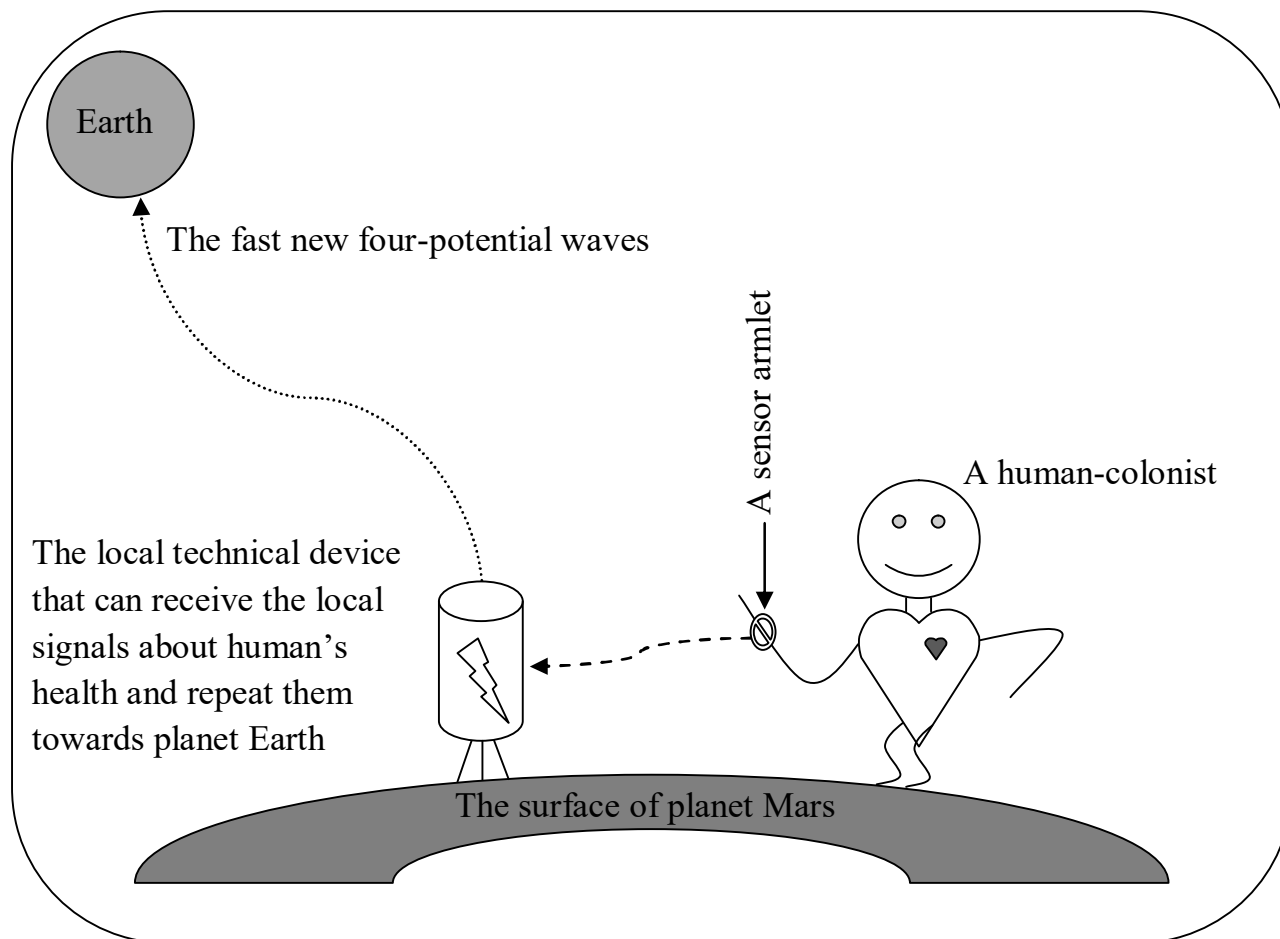 Earth
The fast new four-potential waves
A sensor armlet
A human-colonist
The local technical device
that can receive the local
signals about human’s
health and repeat them
towards planet Earth
The surface of planet Mars